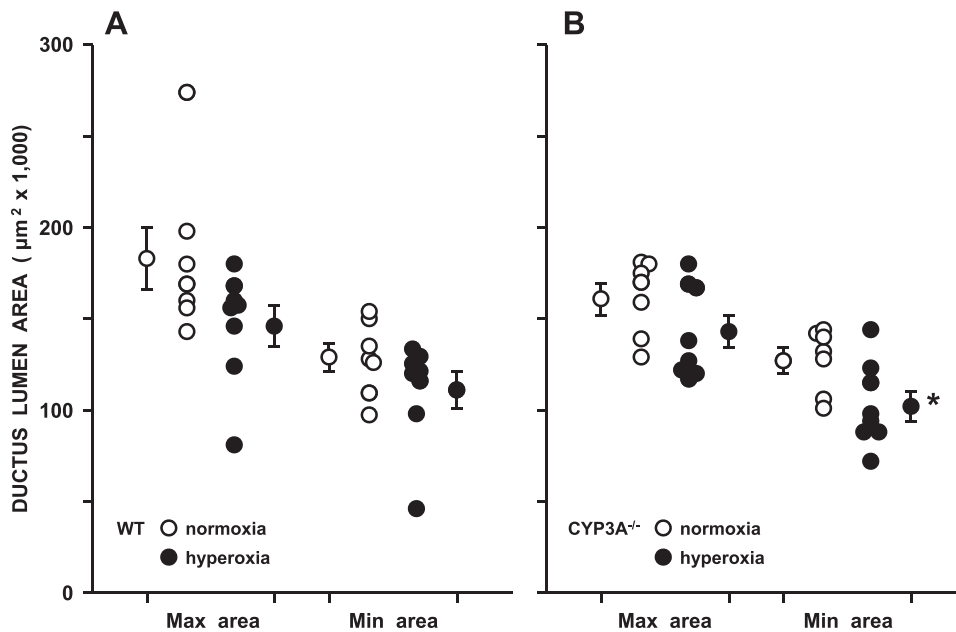 A
B
300
200
100
0
DUCTUS LUMEN AREA ( µm² x 1,000)
WT normoxia
hyperoxia
CYP3A-/- normoxia
hyperoxia
*
Max area Min area
Max area Min area